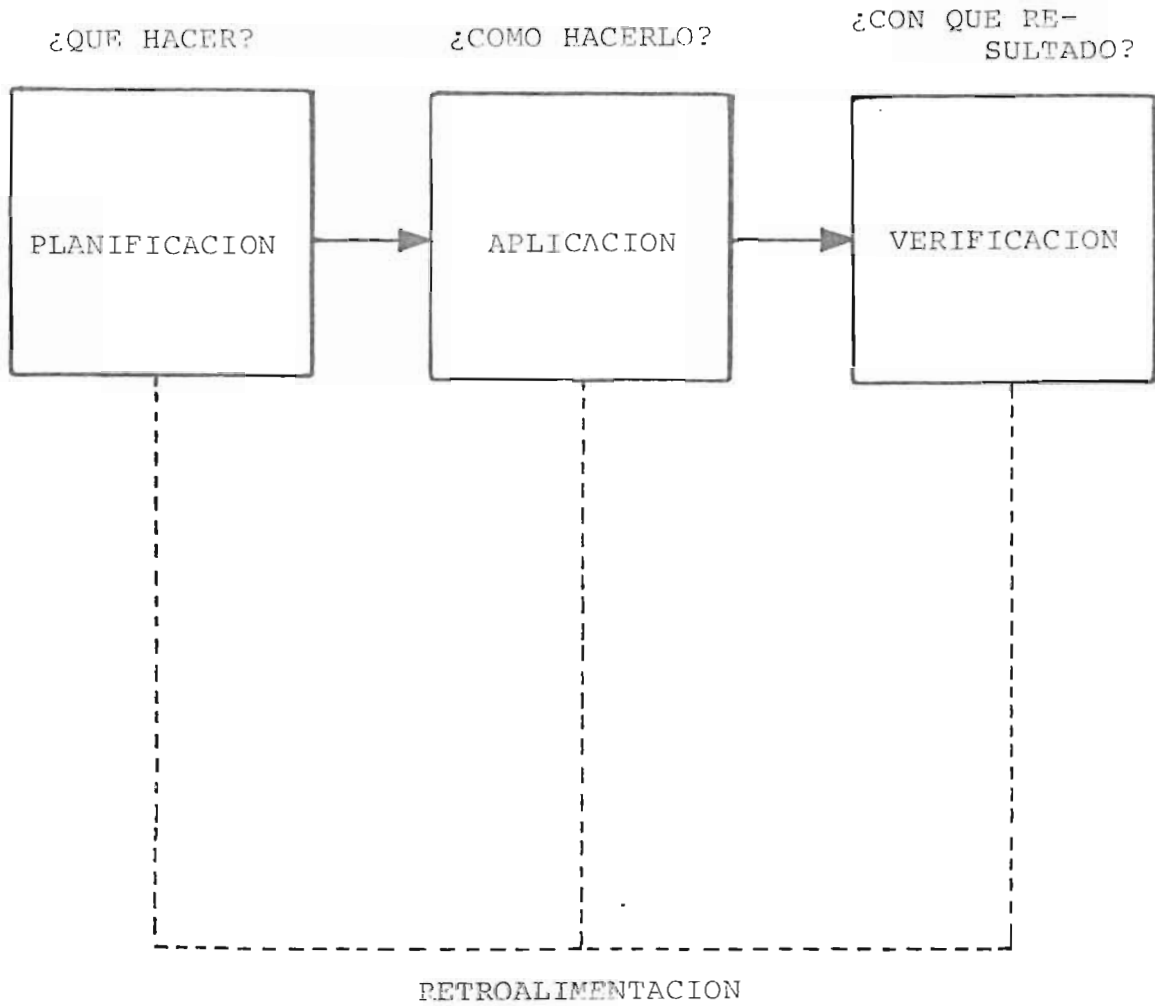 ¿QUE HACER?
¿COMO HACERLO?
¿CON QUE RE-
SULTADO?
PLANIFICACION
APLICACION
VERIFICACION
RETROALIMENTACION